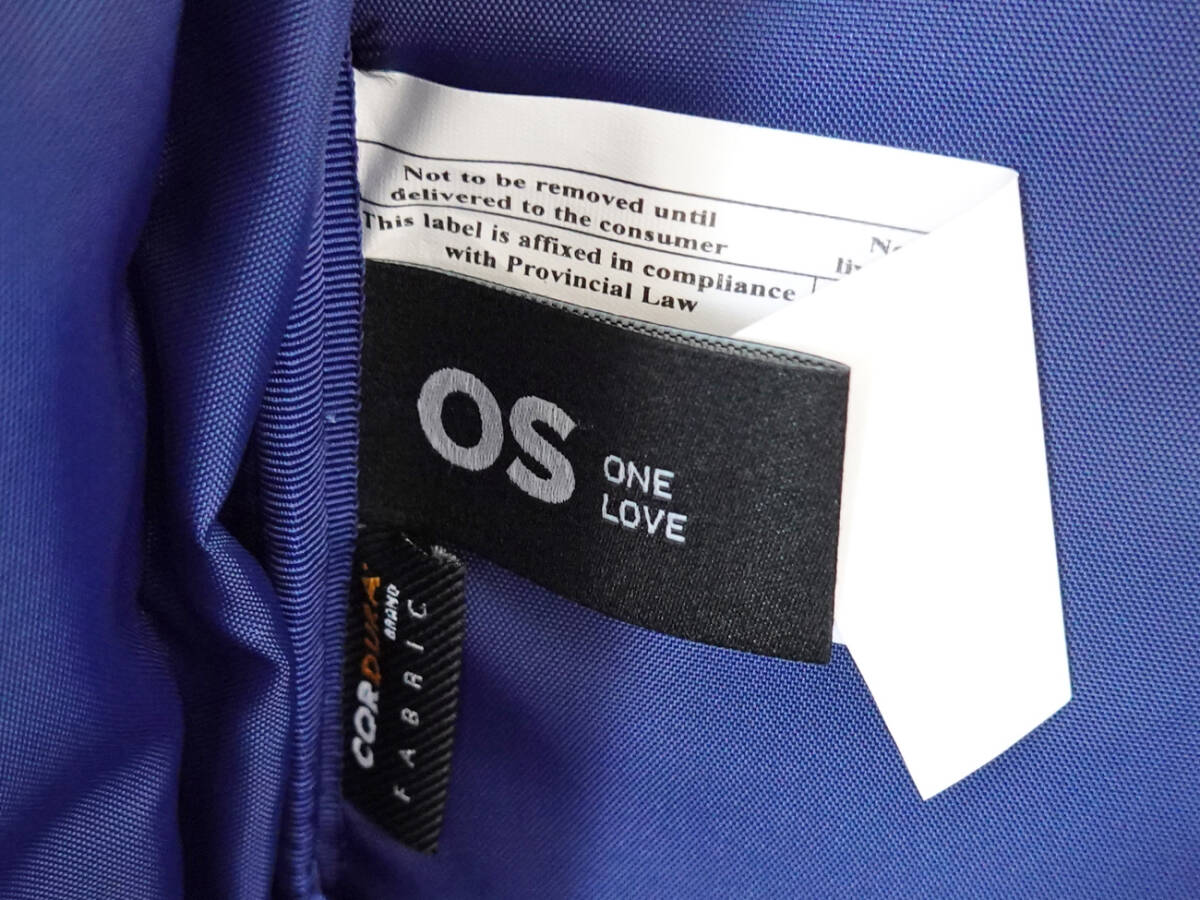 Not to be removed until
delivered to the consumer
This label is affixed in compliance
with Provincial Law
OS
ONE
LOVE
CORDURA
BRAND
FABRIC